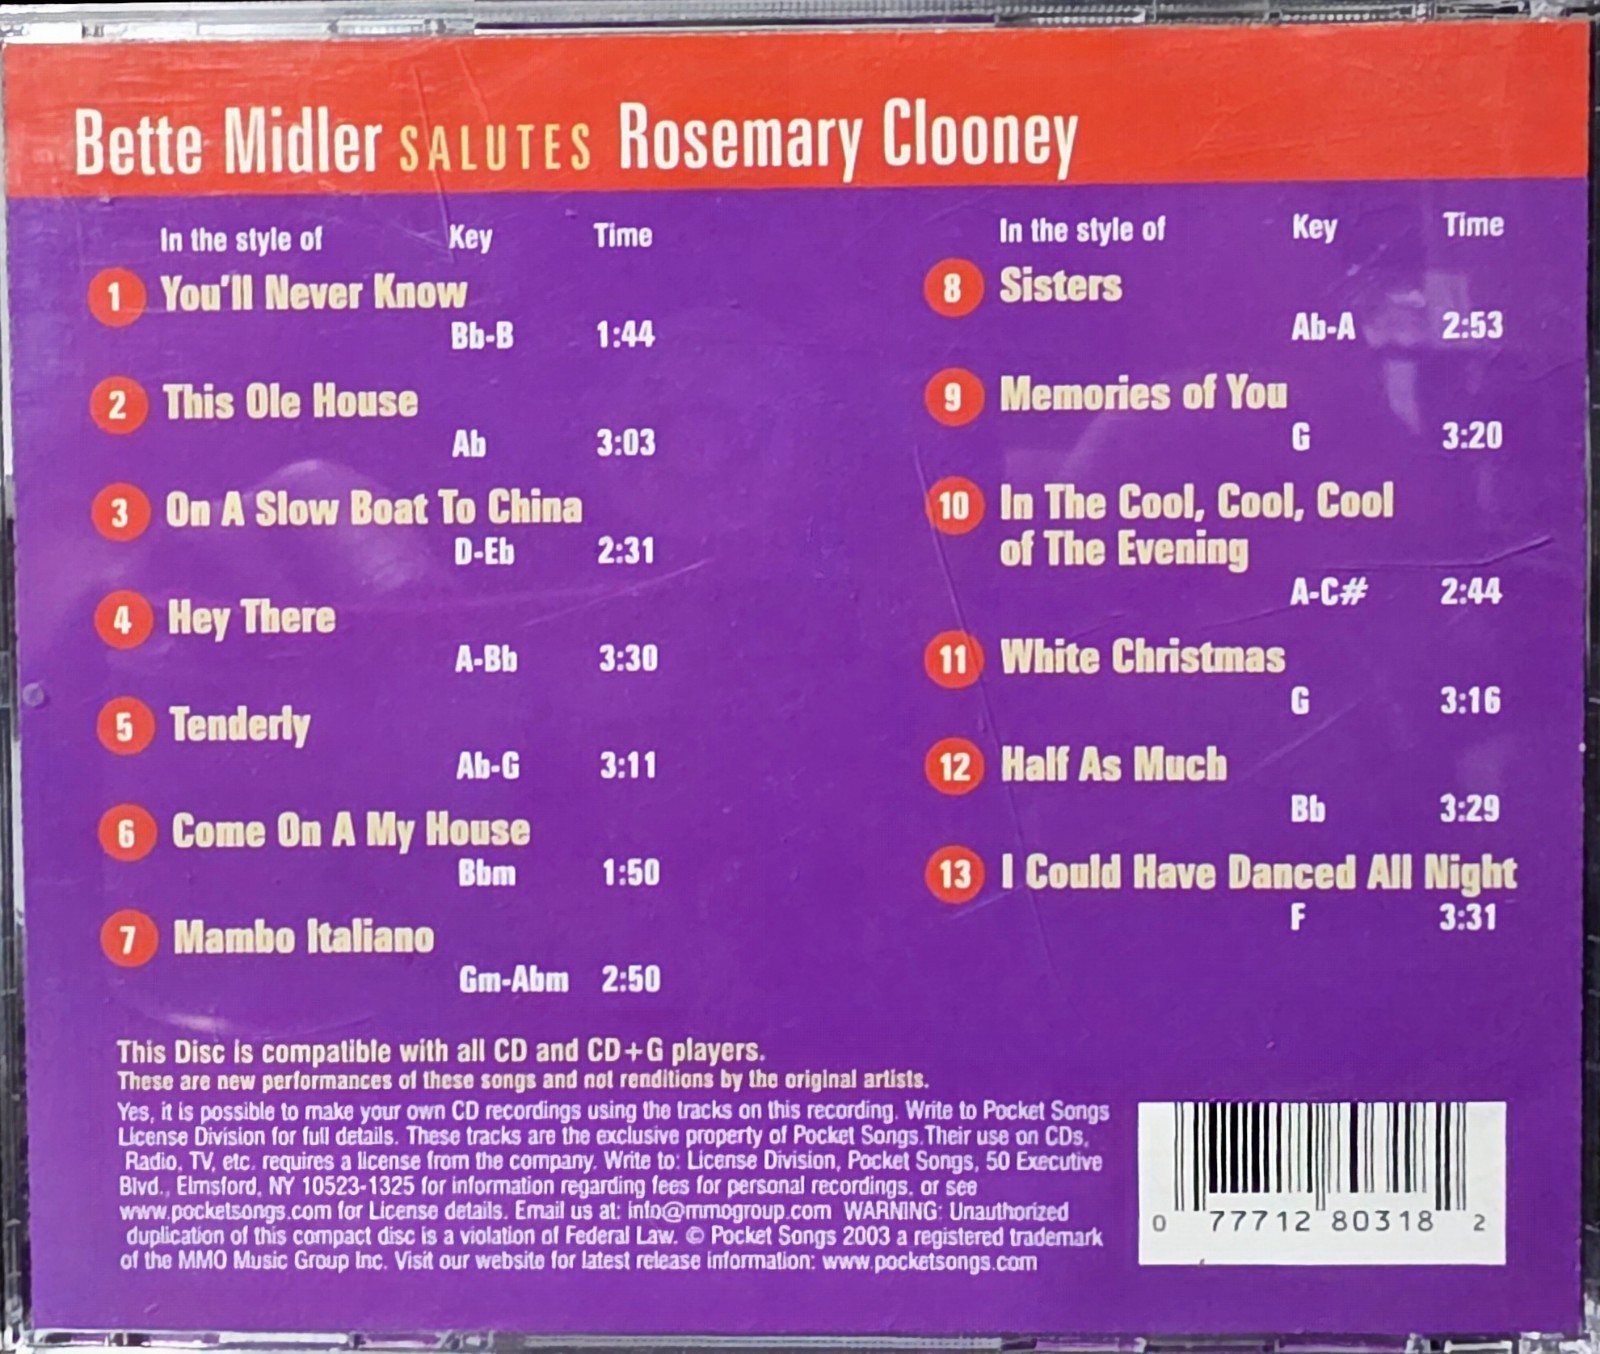 Bette Midler SALUTES Rosemary Clooney
In the style of Key Time
1 You'll Never Know
Bb-B 1:44
2 This Ole House
Ab 3:03
3 On A Slow Boat To China
D-Eb 2:31
4 Hey There
A-Bb 3:30
5 Tenderly
Ab-G 3:11
6 Come On A My House
Bbm 1:50
7 Mambo Italiano
Gm-Abm 2:50
In the style of Key Time
8 Sisters
Ab-A 2:53
9 Memories of You
G 3:20
10 In The Cool, Cool, Cool
of The Evening
A-C# 2:44
11 White Christmas
G 3:16
12 Half As Much
Bb 3:29
13 I Could Have Danced All Night
F 3:31
This Disc is compatible with all CD and CD+G players.
These are new performances of these songs and not renditions by the original artists.
Yes, it is possible to make your own CD recordings using the tracks on this recording. Write to Pocket Songs
License Division for full details. These tracks are the exclusive property of Pocket Songs.Their use on CDs,
Radio, TV, etc. requires a license from the company. Write to: License Division, Pocket Songs, 50 Executive
Blvd., Elmsford, NY 10523-1325 for information regarding fees for personal recordings, or see
www.pocketsongs.com for License details. Email us at: info@mmogroup.com WARNING: Unauthorized
duplication of this compact disc is a violation of Federal Law. © Pocket Songs 2003 a registered trademark
of the MMO Music Group Inc. Visit our website for latest release information: www.pocketsongs.com
0 77712 80318 2